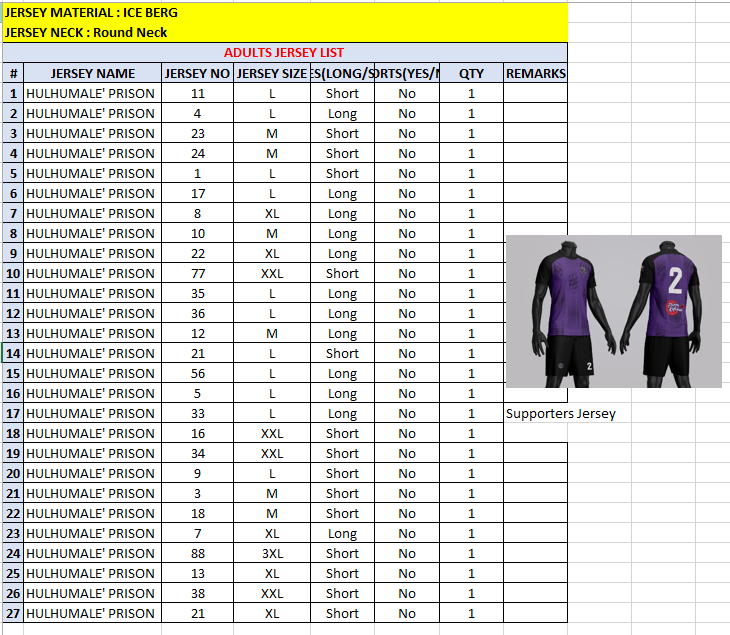 JERSEY MATERIAL : ICE BERG
JERSEY NECK : Round Neck
ADULTS JERSEY LIST
# JERSEY NAME JERSEY NO JERSEY SIZE ES(LONG/S ORTS(YES/N QTY REMARKS
1 HULHUMALE' PRISON 11 L Short No 1
2 HULHUMALE' PRISON 4 L Long No 1
3 HULHUMALE' PRISON 23 M Short No 1
4 HULHUMALE' PRISON 24 M Short No 1
5 HULHUMALE' PRISON 1 L Short No 1
6 HULHUMALE' PRISON 17 L Long No 1
7 HULHUMALE' PRISON 8 XL Long No 1
8 HULHUMALE' PRISON 10 M Long No 1
9 HULHUMALE' PRISON 22 XL Long No 1
10 HULHUMALE' PRISON 77 XXL Short No 1
11 HULHUMALE' PRISON 35 L Long No 1
12 HULHUMALE' PRISON 36 L Long No 1
13 HULHUMALE' PRISON 12 M Long No 1
14 HULHUMALE' PRISON 21 L Short No 1
15 HULHUMALE' PRISON 56 L Long No 1
16 HULHUMALE' PRISON 5 L Long No 1
17 HULHUMALE' PRISON 33 L Long No 1 Supporters Jersey
18 HULHUMALE' PRISON 16 XXL Short No 1
19 HULHUMALE' PRISON 34 XXL Short No 1
20 HULHUMALE' PRISON 9 L Short No 1
21 HULHUMALE' PRISON 3 M Short No 1
22 HULHUMALE' PRISON 18 M Short No 1
23 HULHUMALE' PRISON 7 XL Long No 1
24 HULHUMALE' PRISON 88 3XL Short No 1
25 HULHUMALE' PRISON 13 XL Short No 1
26 HULHUMALE' PRISON 38 XXL Short No 1
27 HULHUMALE' PRISON 21 XL Short No 1
2
2